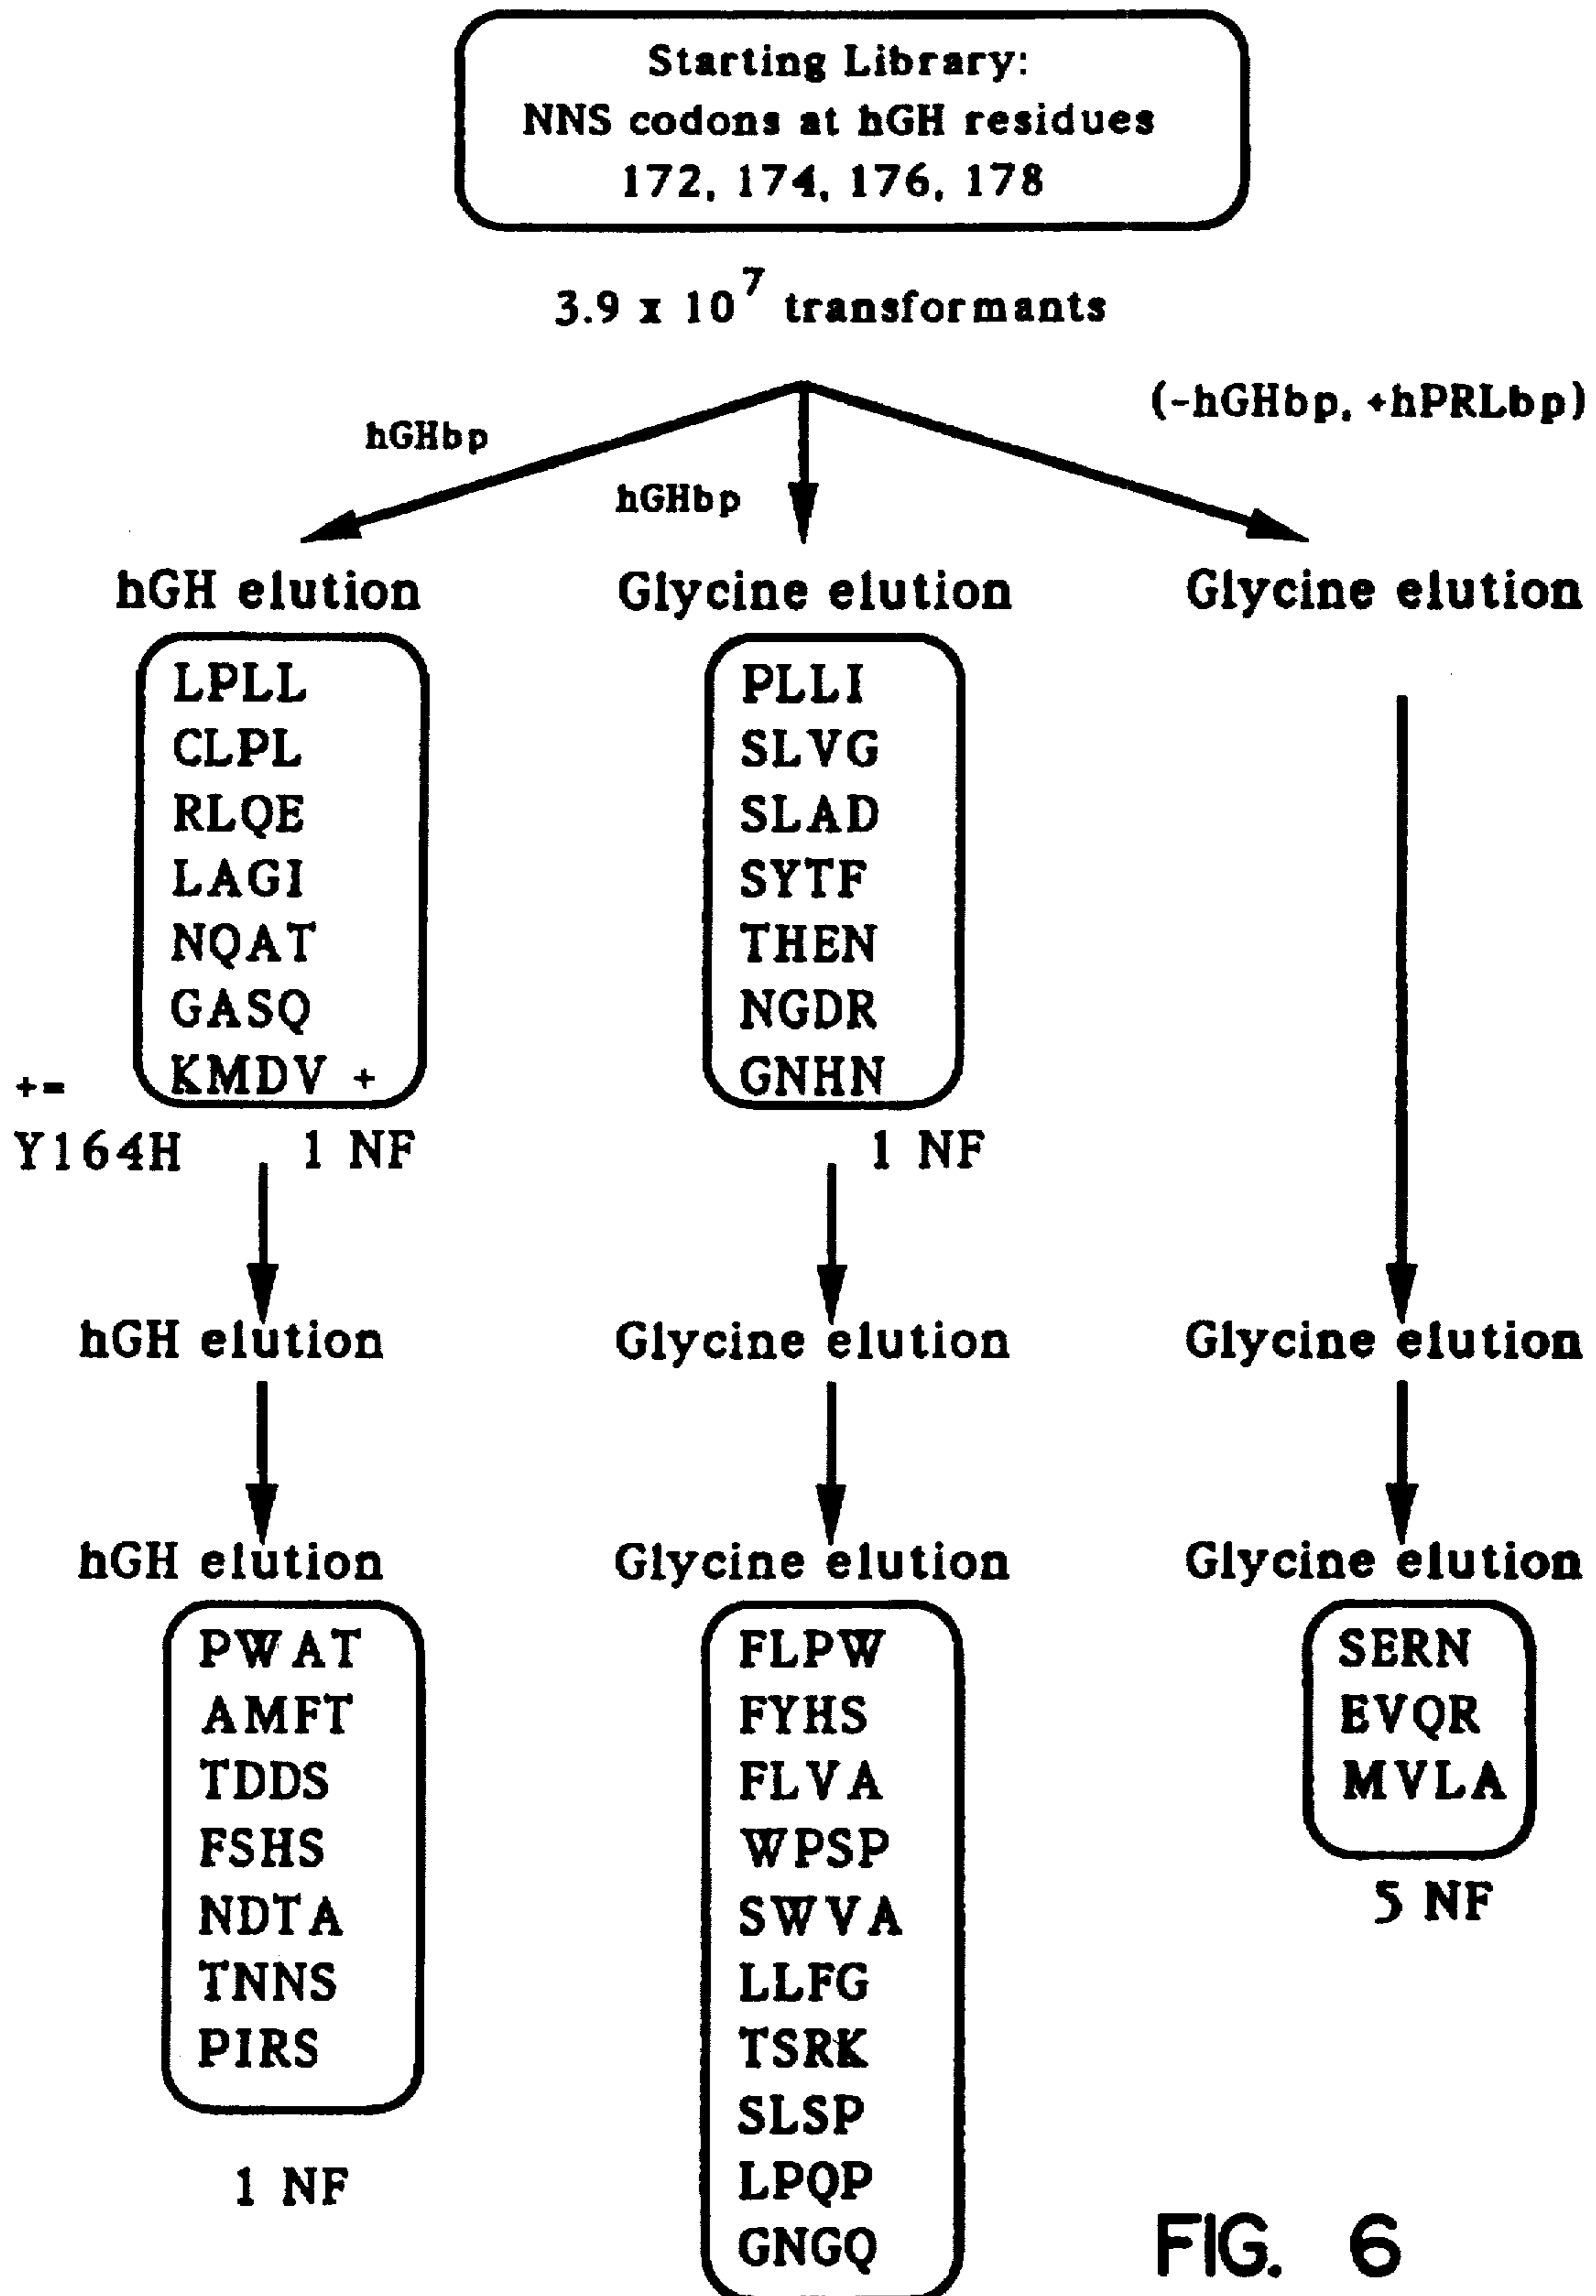 Starting Library:
NNS codons at hGH residues
172, 174, 176, 178
3.9 x 10^7 transformants
(-hGHbp, +hPRLbp)
hGHbp
hGHbp
hGH elution
Glycine elution
Glycine elution
LPLL
CLPL
RLQE
LAGI
NQAT
GASQ
KMDV +
+=
Y164H
1 NF
PLLI
SLVG
SLAD
SYTF
THEN
NGDR
GNHN
1 NF
hGH elution
Glycine elution
Glycine elution
hGH elution
Glycine elution
Glycine elution
PWAT
AMFT
TDDS
FSHS
NDTA
TNNS
PIRS
1 NF
FLPW
FYHS
FLVA
WPSP
SWVA
LLFG
TSRK
SLSP
LPQP
GNGQ
SERN
EVQR
MVLA
5 NF
FIG. 6